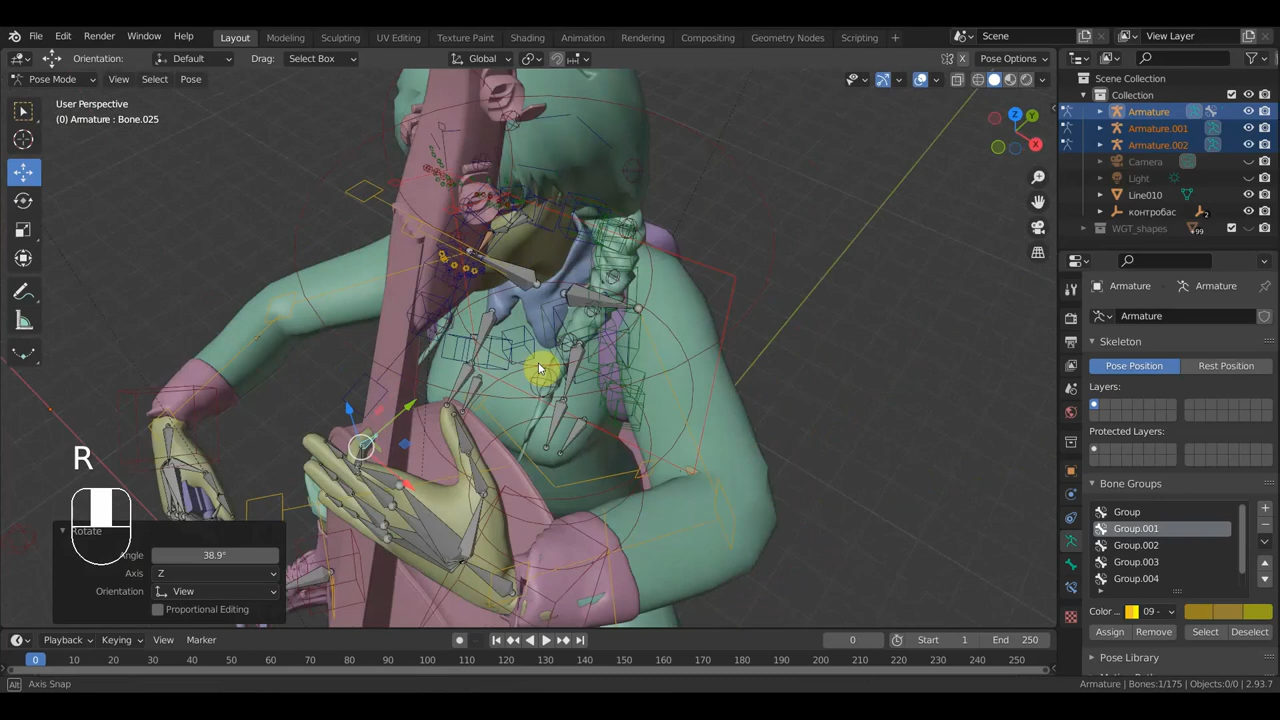 File Edit Render Window Help Layout Modeling Sculpting UV Editing Texture Paint Shading Animation Rendering Compositing Geometry Nodes Scripting + Scene View Layer
Orientation: Default Drag: Select Box Global X Pose Options
Pose Mode View Select Pose
User Perspective
(0) Armature : Bone.025
Z
Y
X
R
Rotate
Angle 38.9°
Axis Z
Orientation View
Proportional Editing
Scene Collection
Collection
Armature
Armature.001
Armature.002
Camera
Light
Line010
контробас 2
WGT_shapes 99
Armature Armature
Armature
Skeleton
Pose Position Rest Position
Layers:
Protected Layers:
Bone Groups
Group
Group.001
Group.002
Group.003
Group.004
Color ... 09 -
Assign Remove Select Deselect
Pose Library
Playback Keying View Marker 0 Start 1 End 250
0 10 20 30 40 50 60 70 80 90 100 110 120 130 140 150 160 170 180 190 200 210 220 230 240 250
Alt Axis Snap Armature | Bones:1/175 | Objects:0/0 | 2.93.7